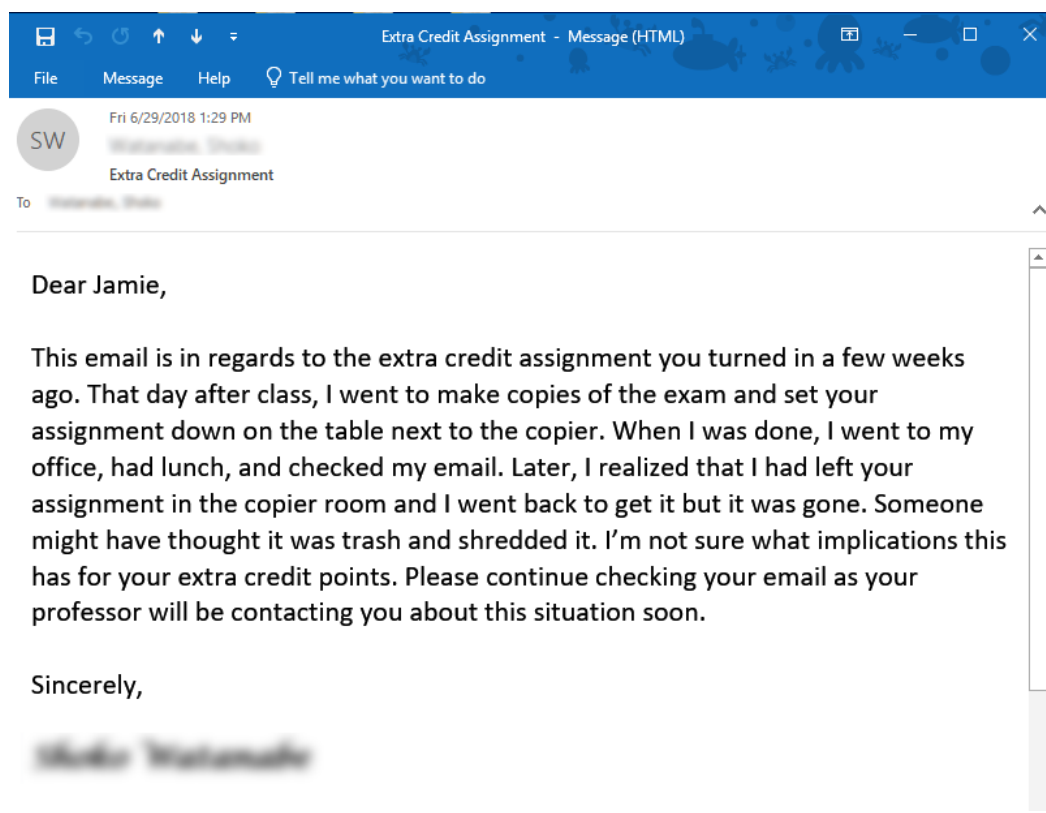 Extra Credit Assignment - Message (HTML)
File Message Help Tell me what you want to do
SW
Fri 6/29/2018 1:29 PM
Extra Credit Assignment
To
Dear Jamie,
This email is in regards to the extra credit assignment you turned in a few weeks
ago. That day after class, I went to make copies of the exam and set your
assignment down on the table next to the copier. When I was done, I went to my
office, had lunch, and checked my email. Later, I realized that I had left your
assignment in the copier room and I went back to get it but it was gone. Someone
might have thought it was trash and shredded it. I’m not sure what implications this
has for your extra credit points. Please continue checking your email as your
professor will be contacting you about this situation soon.
Sincerely,